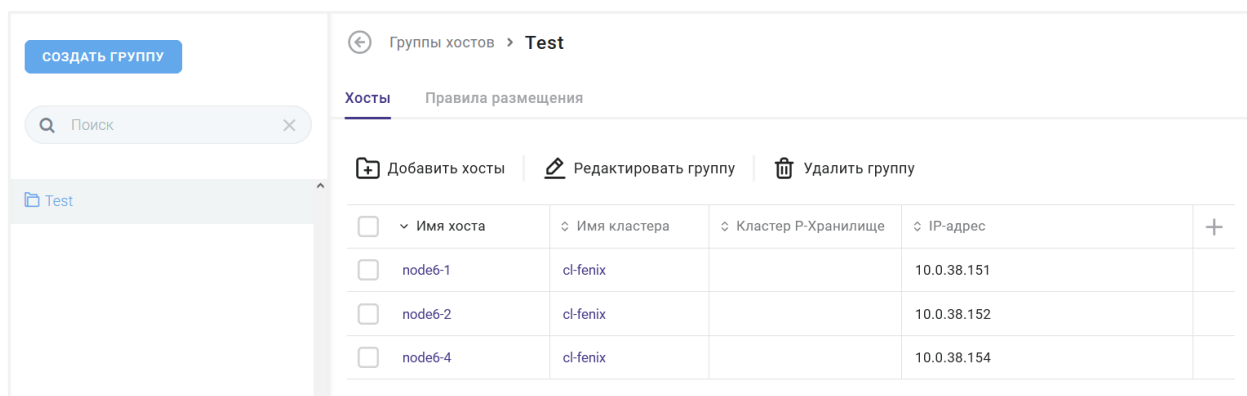 СОЗДАТЬ ГРУППУ
Поиск
Test
Группы хостов > Test
Хосты Правила размещения
Добавить хосты Редактировать группу Удалить группу
Имя хоста Имя кластера Кластер Р-Хранилище IP-адрес
node6-1 cl-fenix 10.0.38.151
node6-2 cl-fenix 10.0.38.152
node6-4 cl-fenix 10.0.38.154